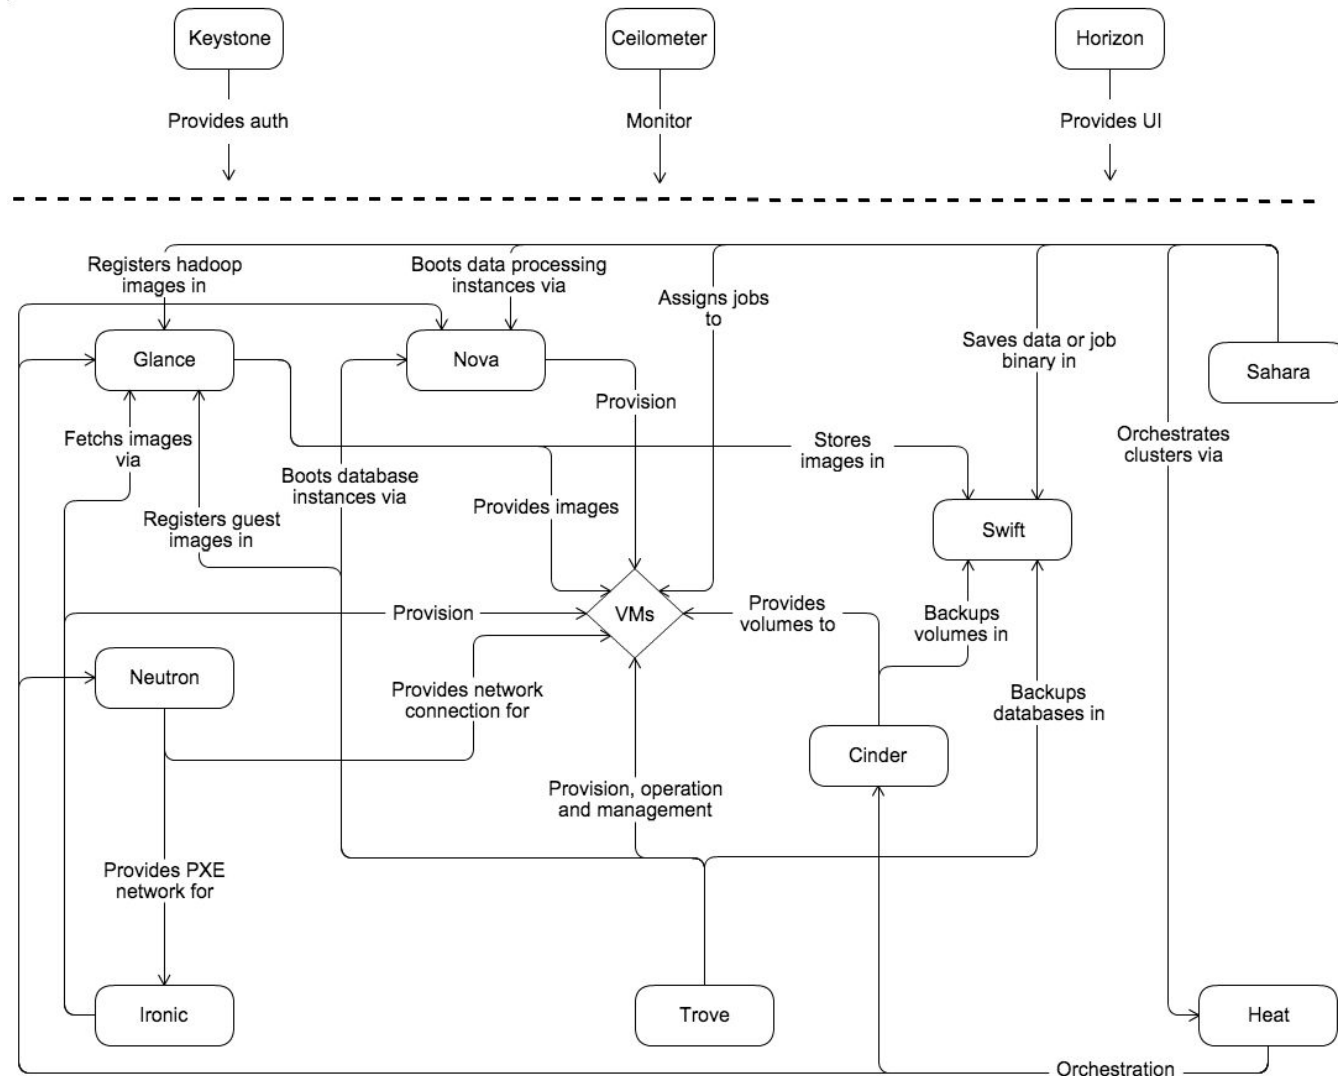 Keystone
Ceilometer
Horizon
Provides auth
Monitor
Provides UI
Registers hadoop
images in
Boots data processing
instances via
Assigns jobs
to
Saves data or job
binary in
Glance
Nova
Sahara
Provision
Fetchs images
via
Stores
images in
Orchestrates
clusters via
Boots database
instances via
Provides images
Registers guest
images in
Swift
Provision
VMs
Provides
volumes to
Backups
volumes in
Neutron
Provides network
connection for
Backups
databases in
Cinder
Provision, operation
and management
Provides PXE
network for
Ironic
Trove
Heat
Orchestration